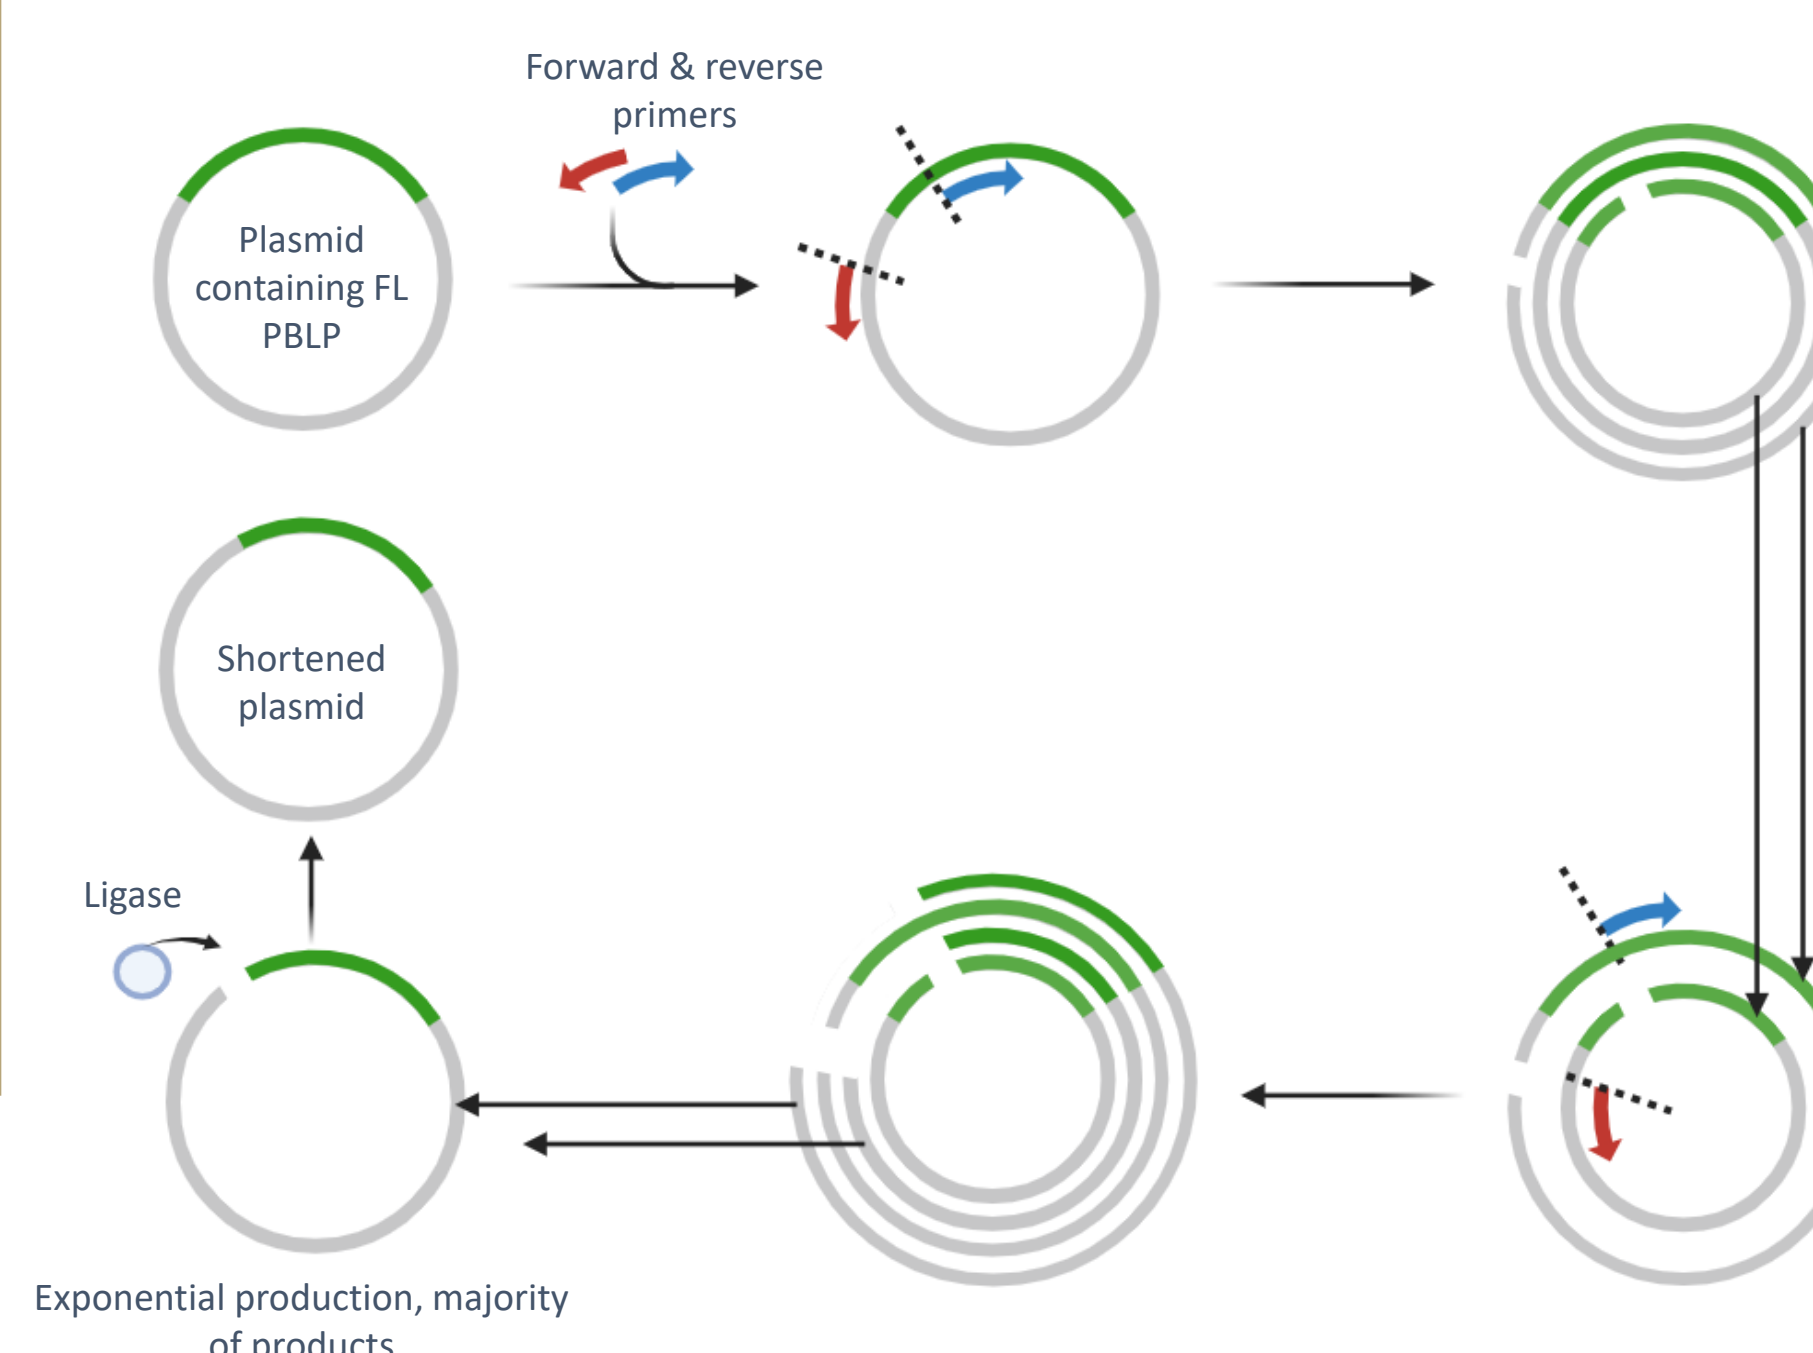 Forward & reverse
primers
Plasmid
containing FL
PBLP
Shortened
plasmid
Ligase
Exponential production, majority
of products